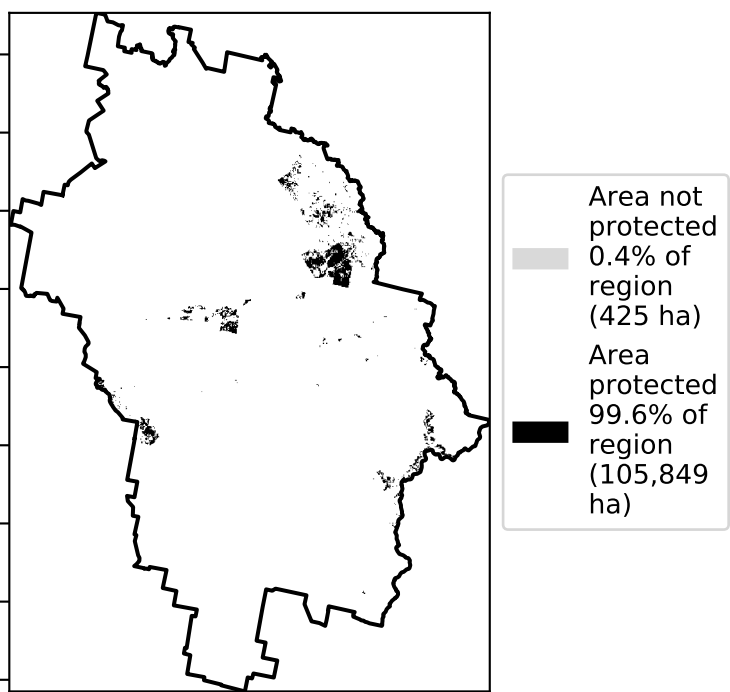 Area not
protected
0.4% of
region
(425 ha)
Area
protected
99.6% of
region
(105,849
ha)